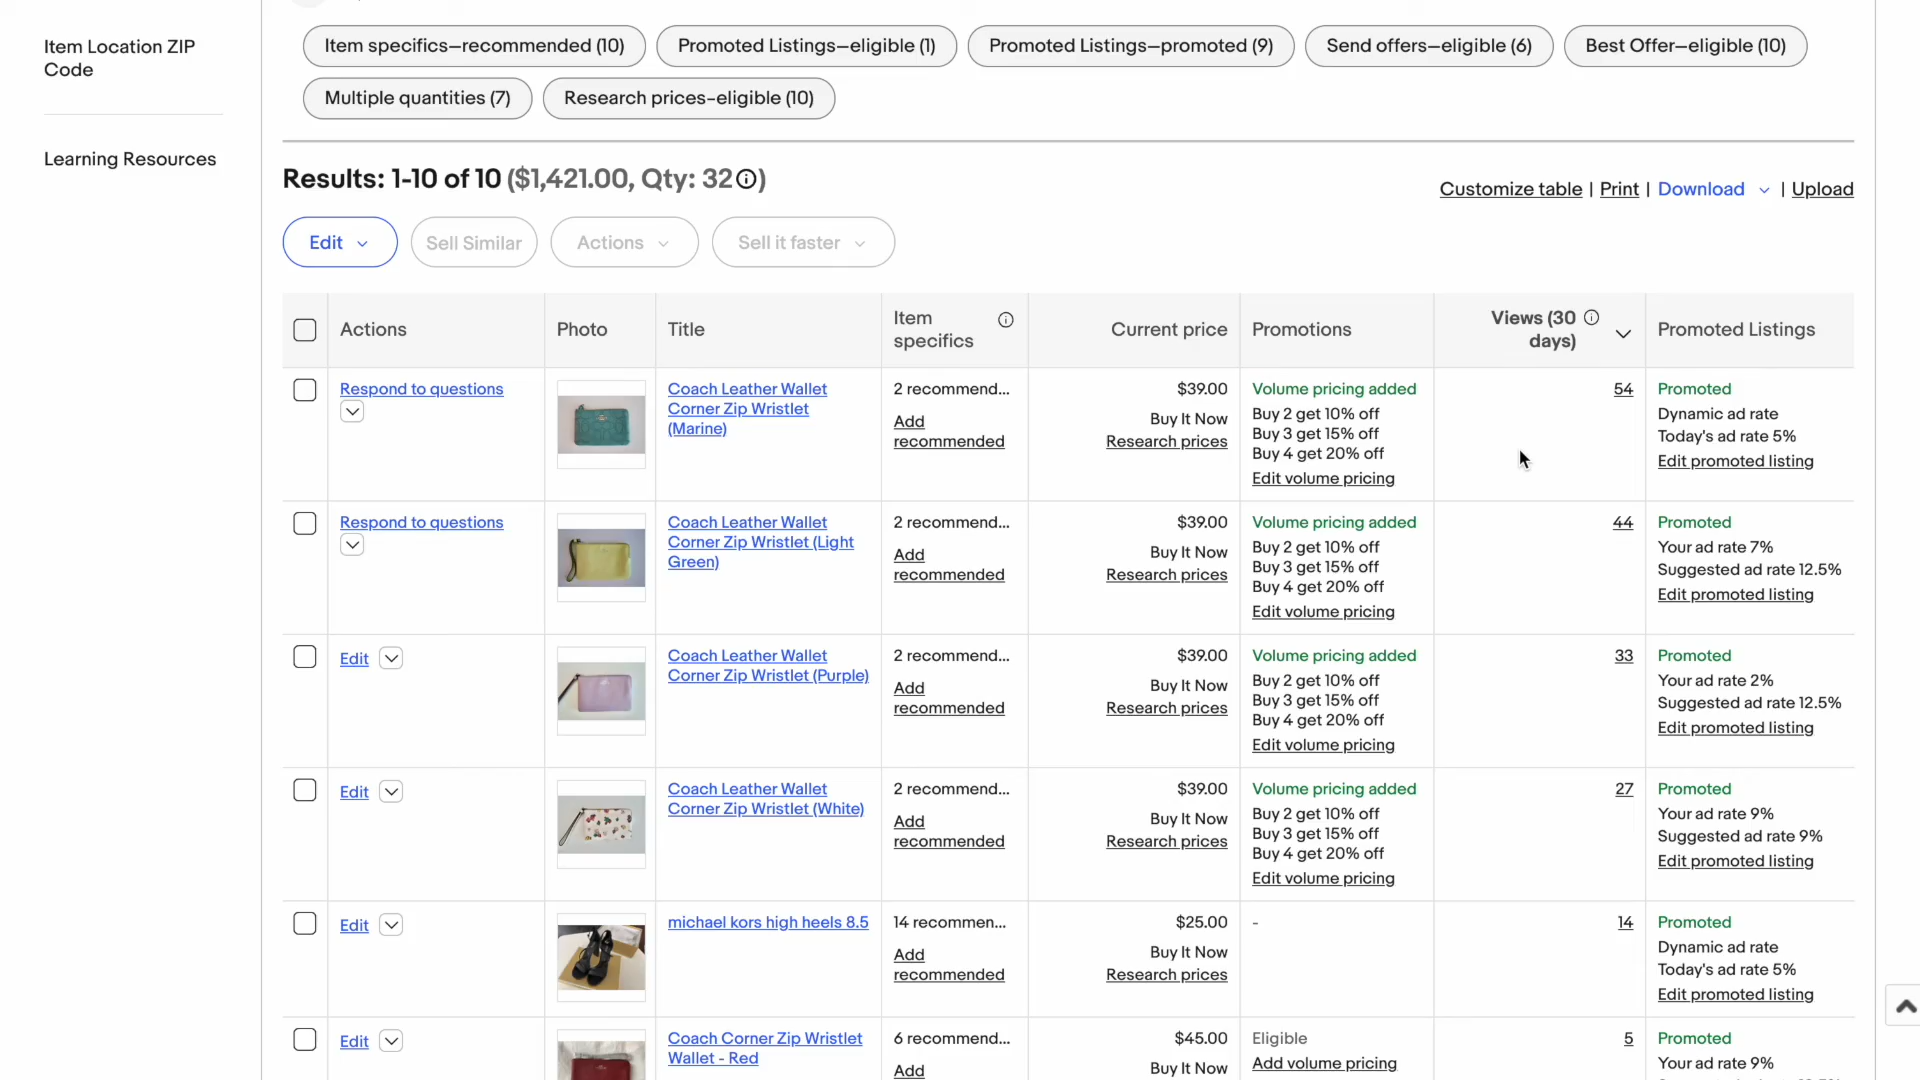 Item Location ZIP
Code
Learning Resources
Item specifics–recommended (10)
Promoted Listings–eligible (1)
Promoted Listings–promoted (9)
Send offers–eligible (6)
Best Offer–eligible (10)
Multiple quantities (7)
Research prices-eligible (10)
Results: 1-10 of 10 ($1,421.00, Qty: 32)
Customize table | Print | Download | Upload
Edit
Sell Similar
Actions
Sell it faster
Actions
Photo
Title
Item
specifics
Current price
Promotions
Views (30
days)
Promoted Listings
Respond to questions
Coach Leather Wallet
Corner Zip Wristlet
(Marine)
2 recommend...
Add
recommended
$39.00
Buy It Now
Research prices
Volume pricing added
Buy 2 get 10% off
Buy 3 get 15% off
Buy 4 get 20% off
Edit volume pricing
54
Promoted
Dynamic ad rate
Today's ad rate 5%
Edit promoted listing
Respond to questions
Coach Leather Wallet
Corner Zip Wristlet (Light
Green)
2 recommend...
Add
recommended
$39.00
Buy It Now
Research prices
Volume pricing added
Buy 2 get 10% off
Buy 3 get 15% off
Buy 4 get 20% off
Edit volume pricing
44
Promoted
Your ad rate 7%
Suggested ad rate 12.5%
Edit promoted listing
Edit
Coach Leather Wallet
Corner Zip Wristlet (Purple)
2 recommend...
Add
recommended
$39.00
Buy It Now
Research prices
Volume pricing added
Buy 2 get 10% off
Buy 3 get 15% off
Buy 4 get 20% off
Edit volume pricing
33
Promoted
Your ad rate 2%
Suggested ad rate 12.5%
Edit promoted listing
Edit
Coach Leather Wallet
Corner Zip Wristlet (White)
2 recommend...
Add
recommended
$39.00
Buy It Now
Research prices
Volume pricing added
Buy 2 get 10% off
Buy 3 get 15% off
Buy 4 get 20% off
Edit volume pricing
27
Promoted
Your ad rate 9%
Suggested ad rate 9%
Edit promoted listing
Edit
michael kors high heels 8.5
14 recommen...
Add
recommended
$25.00
Buy It Now
Research prices
-
14
Promoted
Dynamic ad rate
Today's ad rate 5%
Edit promoted listing
Edit
Coach Corner Zip Wristlet
Wallet - Red
6 recommend...
Add
$45.00
Buy It Now
Eligible
Add volume pricing
5
Promoted
Your ad rate 9%